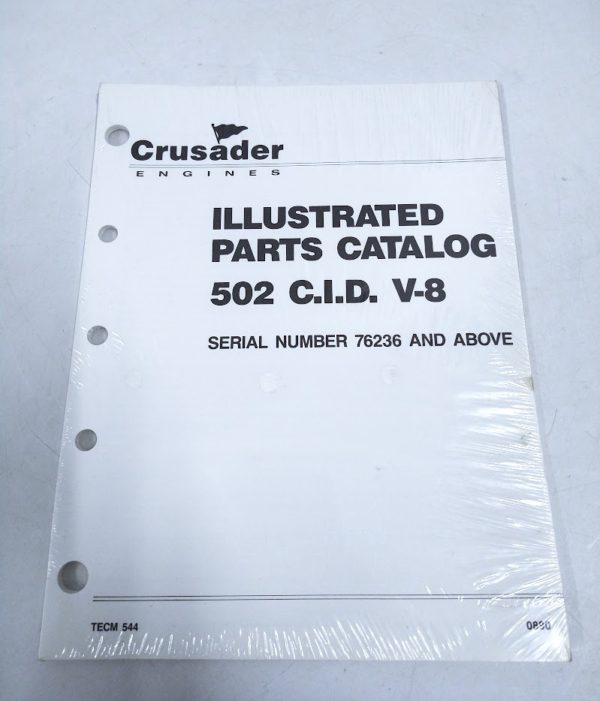 Crusader
ENGINES
ILLUSTRATED
PARTS CATALOG
502 C.I.D. V-8
SERIAL NUMBER 76236 AND ABOVE
TECM 544